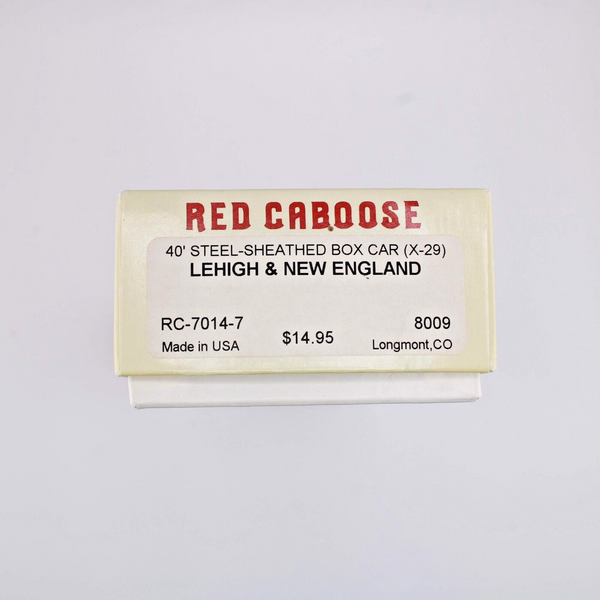 RED CABOOSE
40' STEEL-SHEATHED BOX CAR (X-29)
LEHIGH & NEW ENGLAND
RC-7014-7 $14.95 8009
Made in USA Longmont,CO